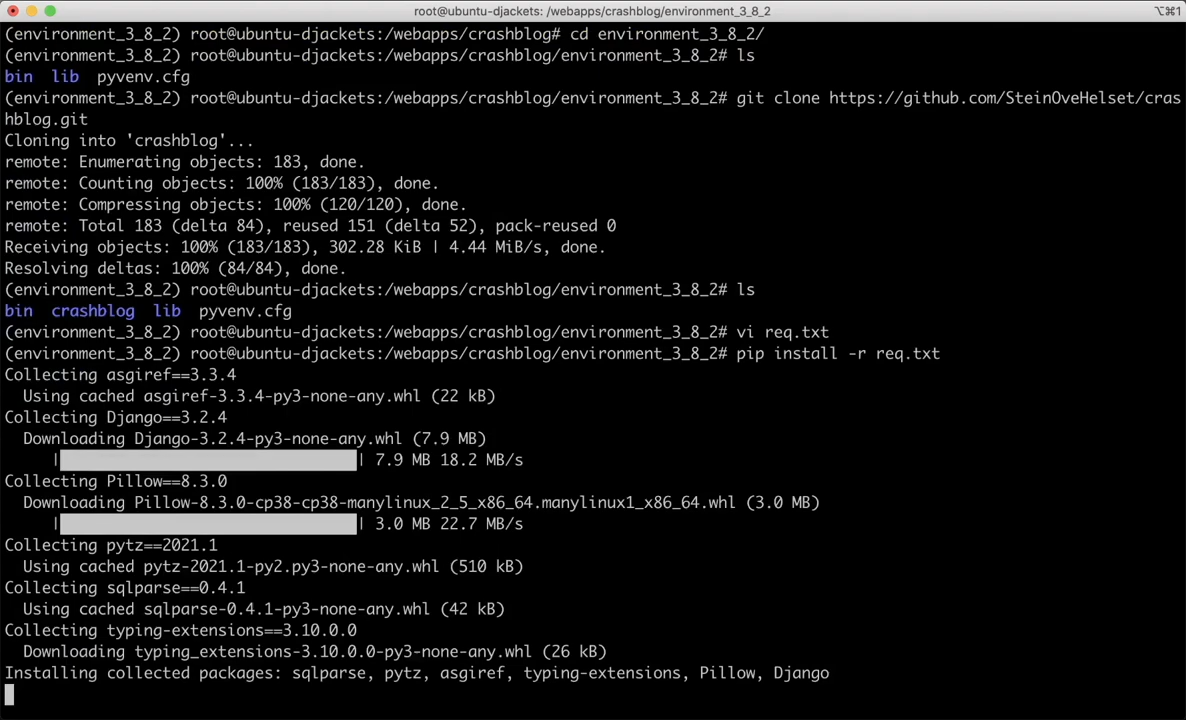 root@ubuntu-djackets: /webapps/crashblog/environment_3_8_2
⌥⌘1
(environment_3_8_2) root@ubuntu-djackets:/webapps/crashblog# cd environment_3_8_2/
(environment_3_8_2) root@ubuntu-djackets:/webapps/crashblog/environment_3_8_2# ls
bin  lib  pyvenv.cfg
(environment_3_8_2) root@ubuntu-djackets:/webapps/crashblog/environment_3_8_2# git clone https://github.com/SteinOveHelset/cras
hblog.git
Cloning into 'crashblog'...
remote: Enumerating objects: 183, done.
remote: Counting objects: 100% (183/183), done.
remote: Compressing objects: 100% (120/120), done.
remote: Total 183 (delta 84), reused 151 (delta 52), pack-reused 0
Receiving objects: 100% (183/183), 302.28 KiB | 4.44 MiB/s, done.
Resolving deltas: 100% (84/84), done.
(environment_3_8_2) root@ubuntu-djackets:/webapps/crashblog/environment_3_8_2# ls
bin  crashblog  lib  pyvenv.cfg
(environment_3_8_2) root@ubuntu-djackets:/webapps/crashblog/environment_3_8_2# vi req.txt
(environment_3_8_2) root@ubuntu-djackets:/webapps/crashblog/environment_3_8_2# pip install -r req.txt
Collecting asgiref==3.3.4
  Using cached asgiref-3.3.4-py3-none-any.whl (22 kB)
Collecting Django==3.2.4
  Downloading Django-3.2.4-py3-none-any.whl (7.9 MB)
     |████████████████████████████████| 7.9 MB 18.2 MB/s
Collecting Pillow==8.3.0
  Downloading Pillow-8.3.0-cp38-cp38-manylinux_2_5_x86_64.manylinux1_x86_64.whl (3.0 MB)
     |████████████████████████████████| 3.0 MB 22.7 MB/s
Collecting pytz==2021.1
  Using cached pytz-2021.1-py2.py3-none-any.whl (510 kB)
Collecting sqlparse==0.4.1
  Using cached sqlparse-0.4.1-py3-none-any.whl (42 kB)
Collecting typing-extensions==3.10.0.0
  Downloading typing_extensions-3.10.0.0-py3-none-any.whl (26 kB)
Installing collected packages: sqlparse, pytz, asgiref, typing-extensions, Pillow, Django